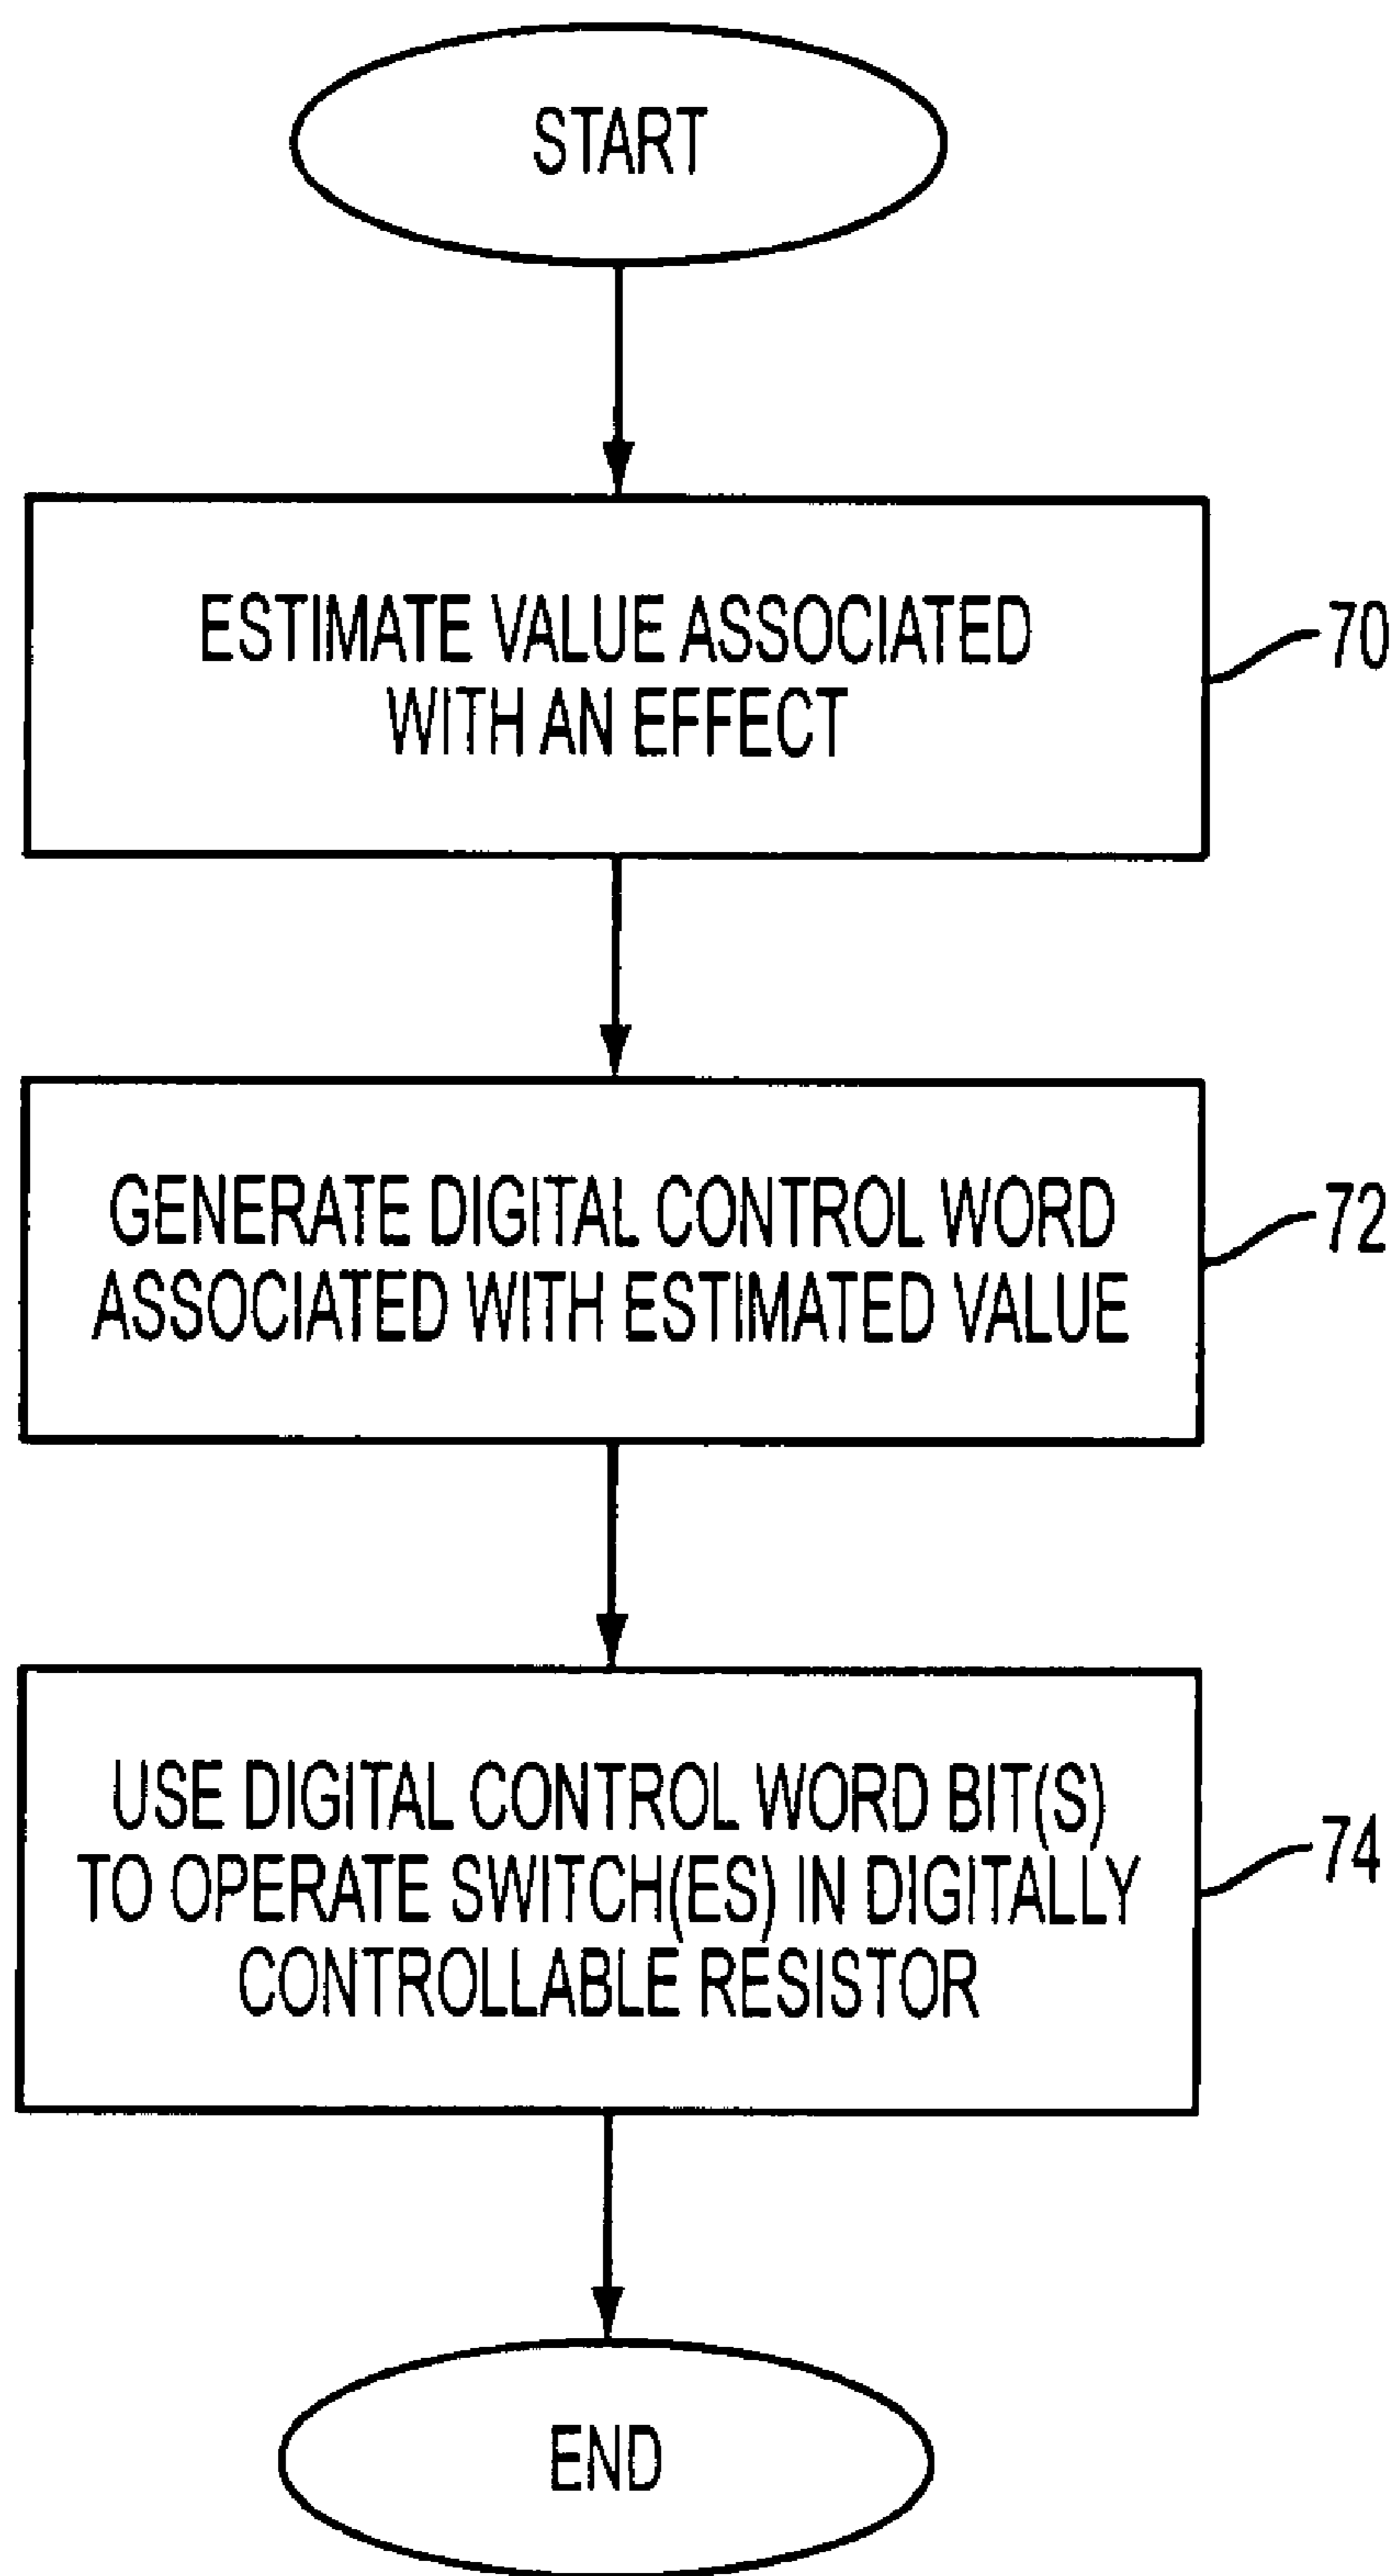 START
ESTIMATE VALUE ASSOCIATED
WITH AN EFFECT
70
GENERATE DIGITAL CONTROL WORD
ASSOCIATED WITH ESTIMATED VALUE
72
USE DIGITAL CONTROL WORD BIT(S)
TO OPERATE SWITCH(ES) IN DIGITALLY
CONTROLLABLE RESISTOR
74
END